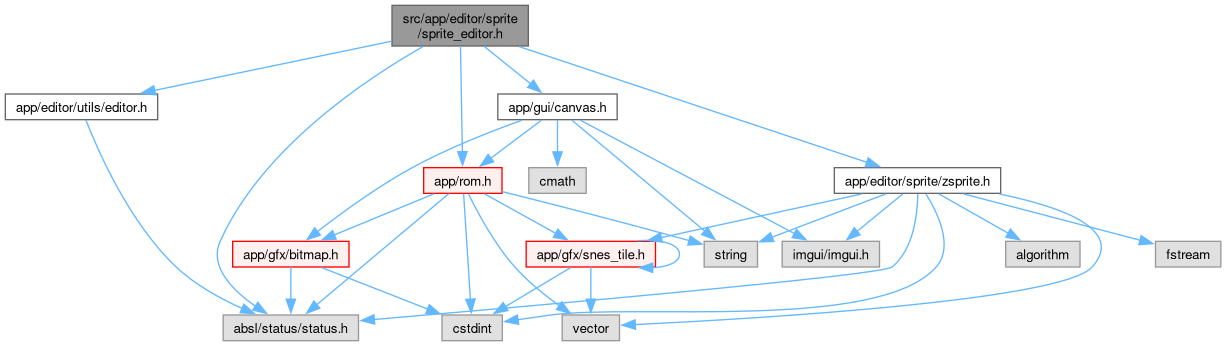 src/app/editor/sprite
/sprite_editor.h
app/editor/utils/editor.h
app/gui/canvas.h
app/rom.h
cmath
app/editor/sprite/zsprite.h
app/gfx/bitmap.h
app/gfx/snes_tile.h
string
imgui/imgui.h
algorithm
fstream
absl/status/status.h
cstdint
vector